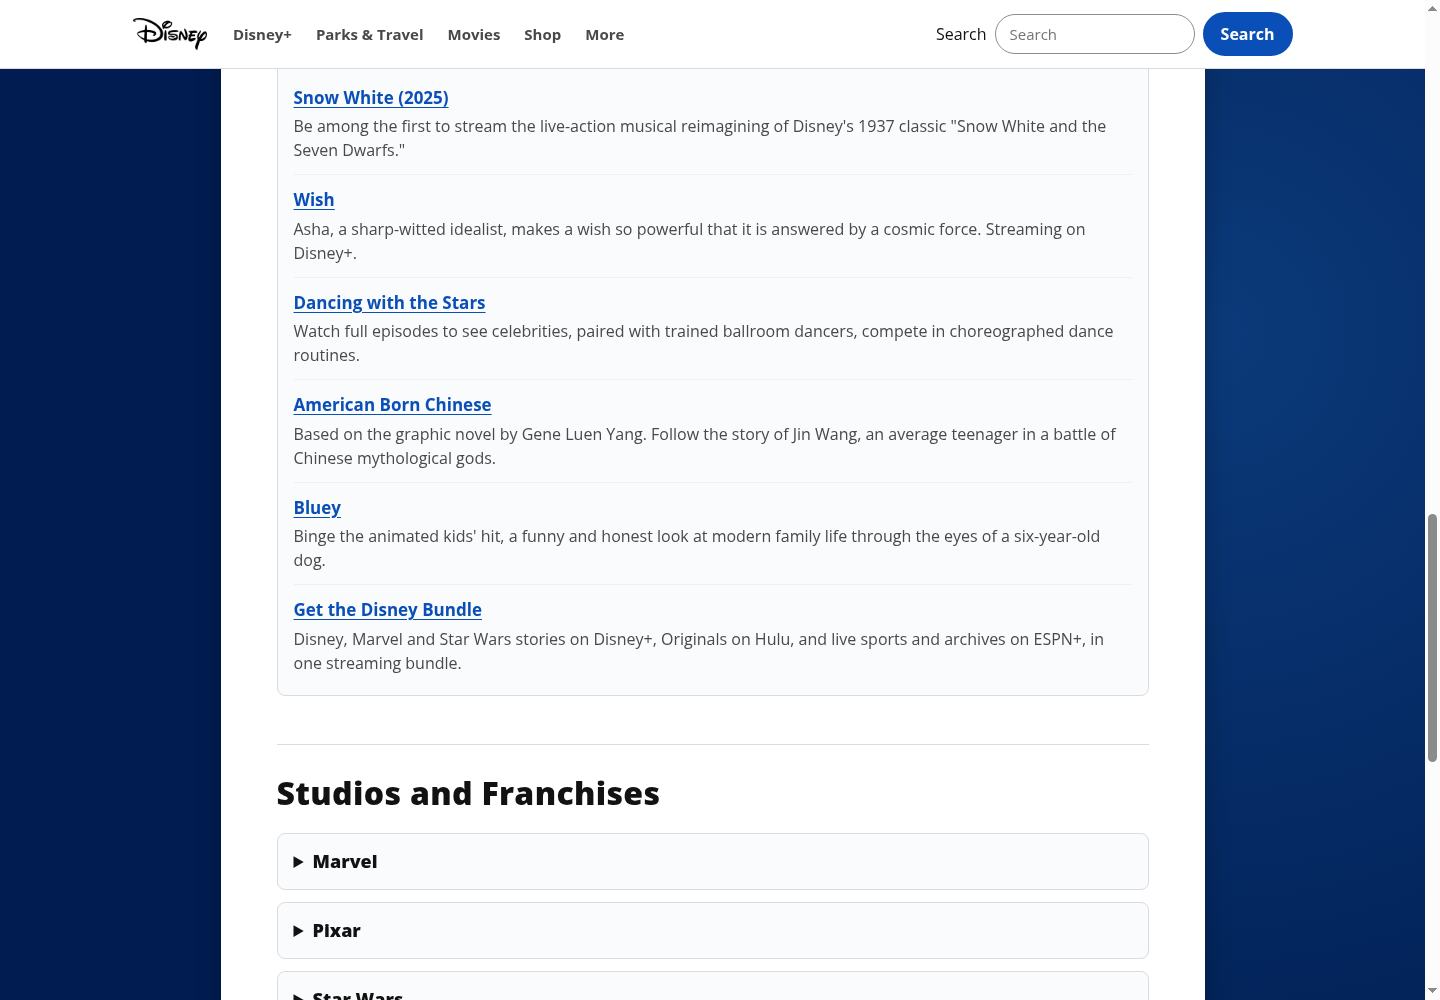 Disney
Disney+
Parks & Travel
Movies
Shop
More
Search
Search
Search
Snow White (2025)
Be among the first to stream the live-action musical reimagining of Disney's 1937 classic "Snow White and the
Seven Dwarfs."
Wish
Asha, a sharp-witted idealist, makes a wish so powerful that it is answered by a cosmic force. Streaming on
Disney+.
Dancing with the Stars
Watch full episodes to see celebrities, paired with trained ballroom dancers, compete in choreographed dance
routines.
American Born Chinese
Based on the graphic novel by Gene Luen Yang. Follow the story of Jin Wang, an average teenager in a battle of
Chinese mythological gods.
Bluey
Binge the animated kids' hit, a funny and honest look at modern family life through the eyes of a six-year-old
dog.
Get the Disney Bundle
Disney, Marvel and Star Wars stories on Disney+, Originals on Hulu, and live sports and archives on ESPN+, in
one streaming bundle.
Studios and Franchises
Marvel
Pixar
Star Wars